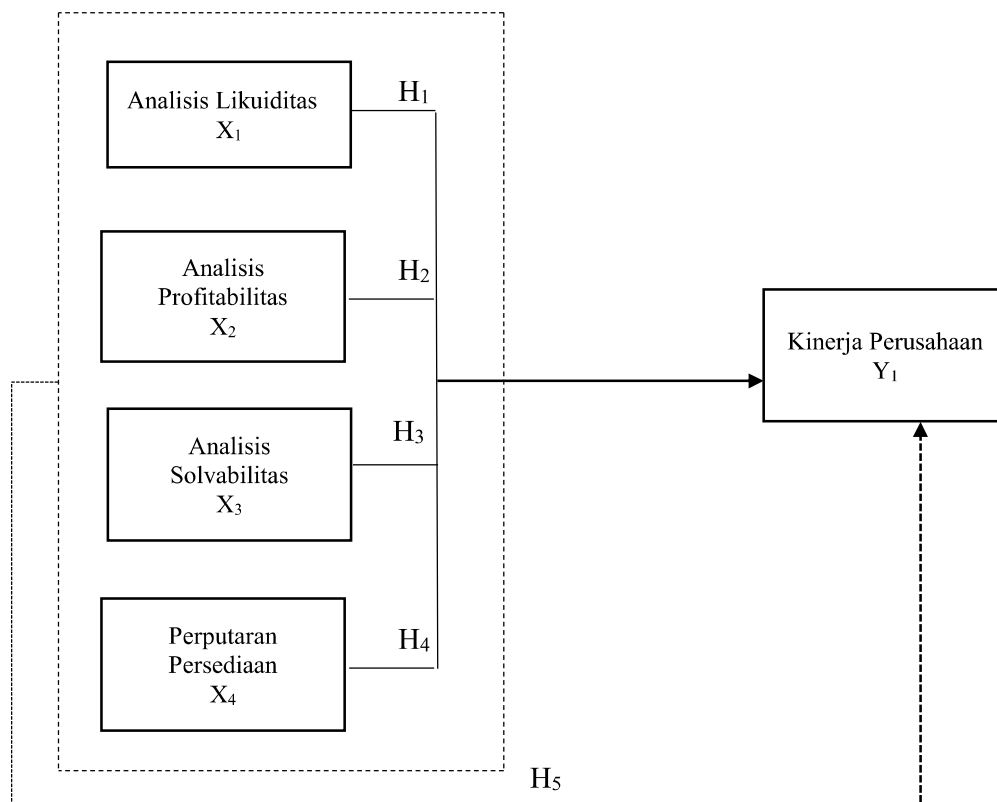 Analisis Likuiditas
X₁
H₁
Analisis
Profitabilitas
X₂
H₂
Analisis
Solvabilitas
X₃
H₃
Perputaran
Persediaan
X₄
H₄
Kinerja Perusahaan
Y₁
H₅